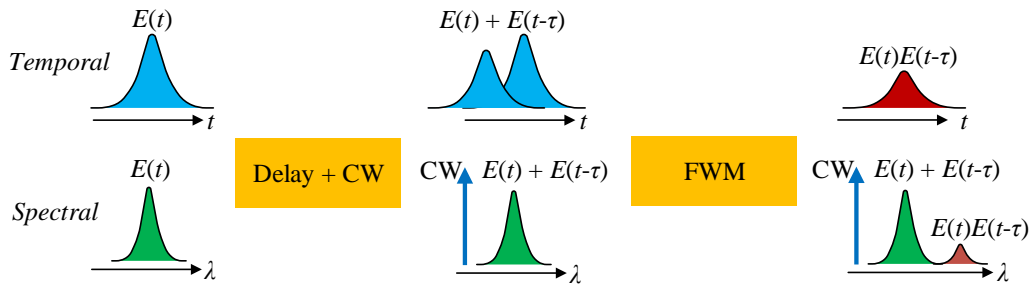 E(t)
E(t) + E(t-τ)
E(t)E(t-τ)
Temporal
t
t
t
E(t)
Delay + CW
CW
E(t) + E(t-τ)
FWM
CW
E(t) + E(t-τ)
E(t)E(t-τ)
Spectral
λ
λ
λ